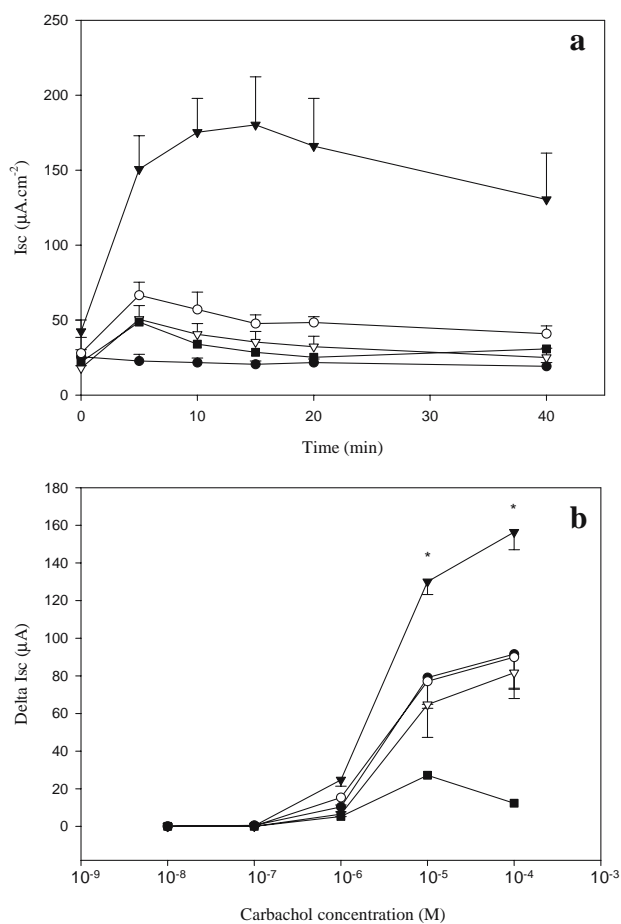 a
250
200
150
100
50
0
Isc (µA.cm-2)
0 10 20 30 40
Time (min)
b
180
160
140
120
100
80
60
40
20
0
Delta Isc (µA)
* *
10-9 10-8 10-7 10-6 10-5 10-4 10-3
Carbachol concentration (M)